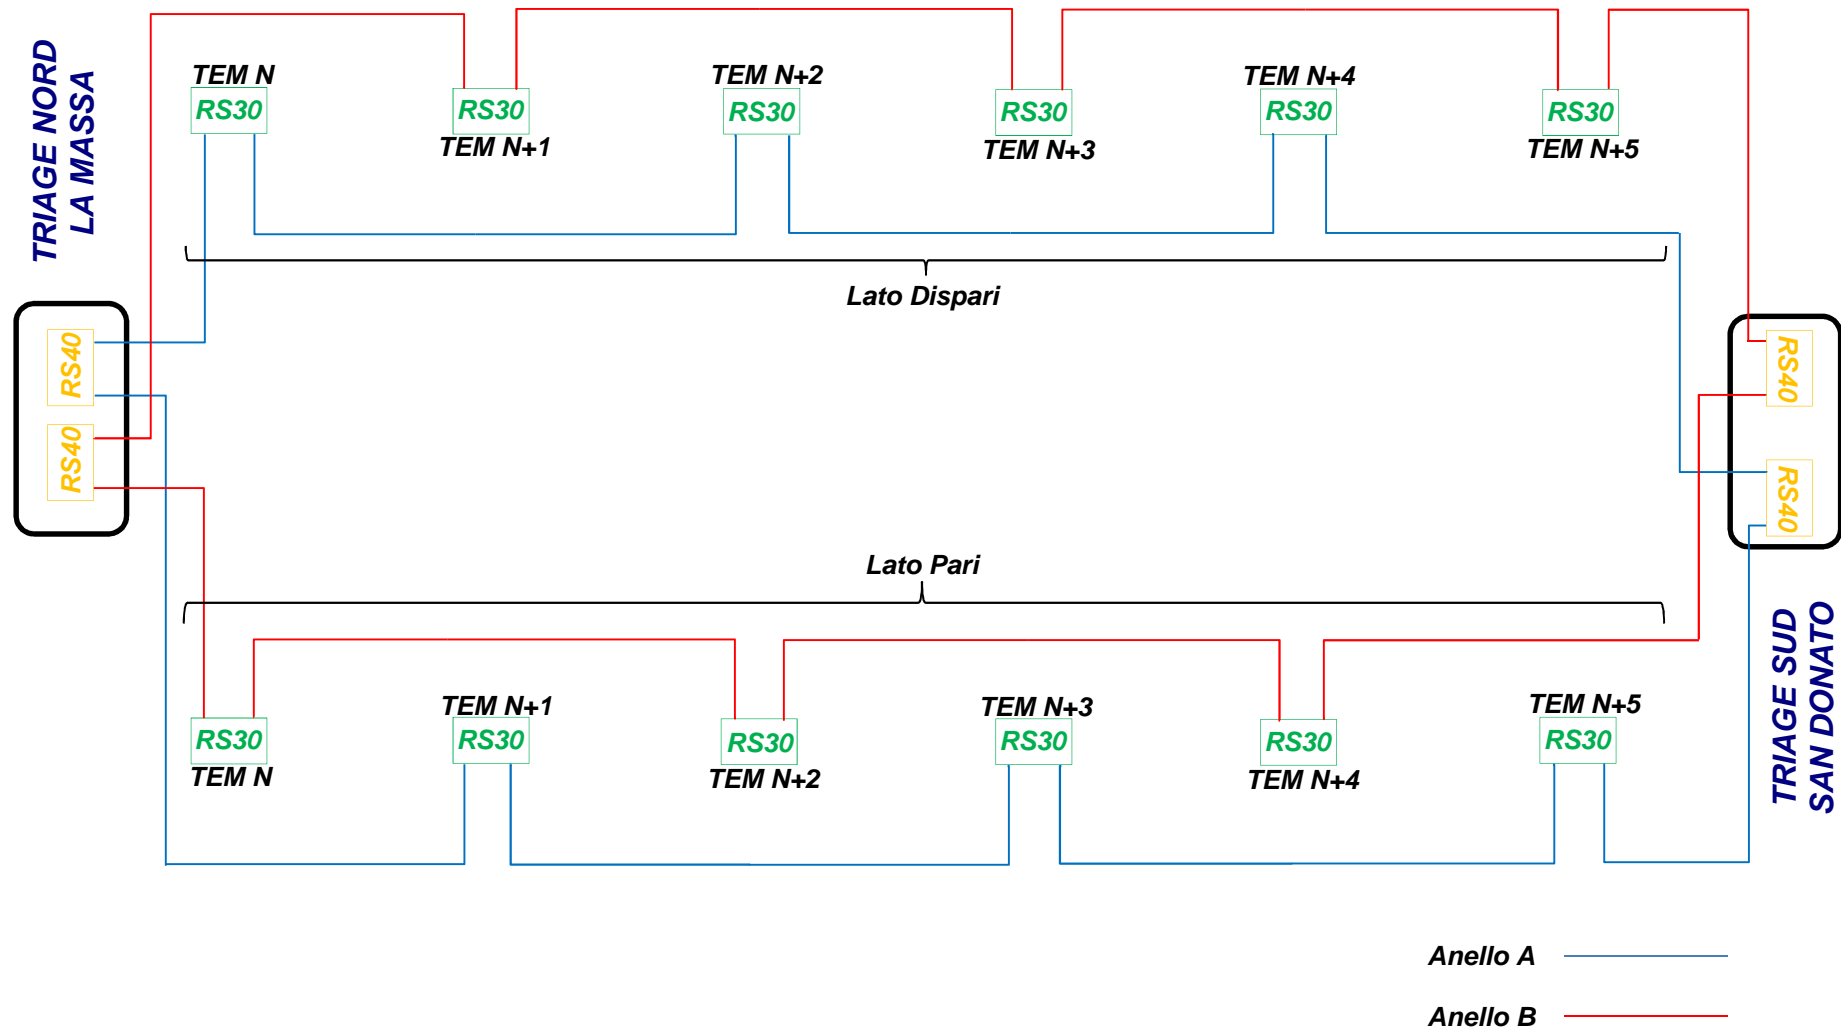 TRIAGE NORD
LA MASSA
TEM N
RS30
RS30
TEM N+1
TEM N+2
RS30
RS30
TEM N+3
TEM N+4
RS30
RS30
TEM N+5
Lato Dispari
RS40
RS40
RS40
RS40
Lato Pari
TRIAGE SUD
SAN DONATO
RS30
TEM N
TEM N+1
RS30
RS30
TEM N+2
TEM N+3
RS30
RS30
TEM N+4
TEM N+5
RS30
Anello A
Anello B